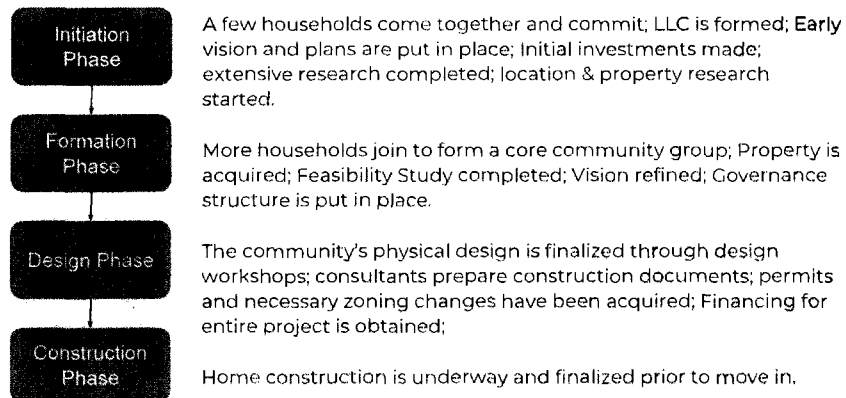 Initiation
Phase
A few households come together and commit; LLC is formed; Early
vision and plans are put in place; Initial investments made;
extensive research completed; location & property research
started.
Formation
Phase
More households join to form a core community group; Property is
acquired; Feasibility Study completed; Vision refined; Governance
structure is put in place.
Design Phase
The community's physical design is finalized through design
workshops; consultants prepare construction documents; permits
and necessary zoning changes have been acquired; Financing for
entire project is obtained;
Construction
Phase
Home construction is underway and finalized prior to move in.